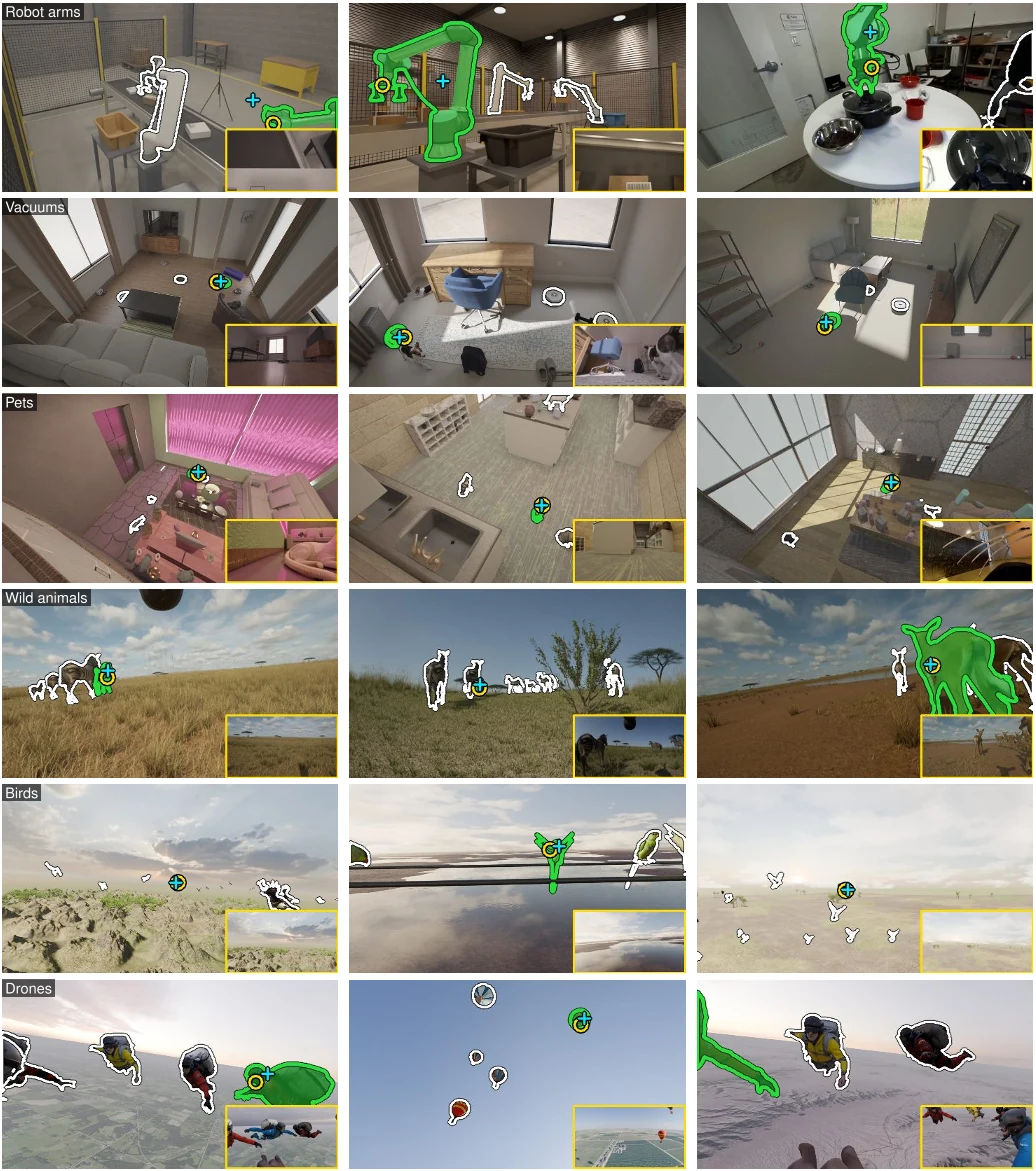 Robot arms
Vacuums
Pets
Wild animals
Birds
Drones